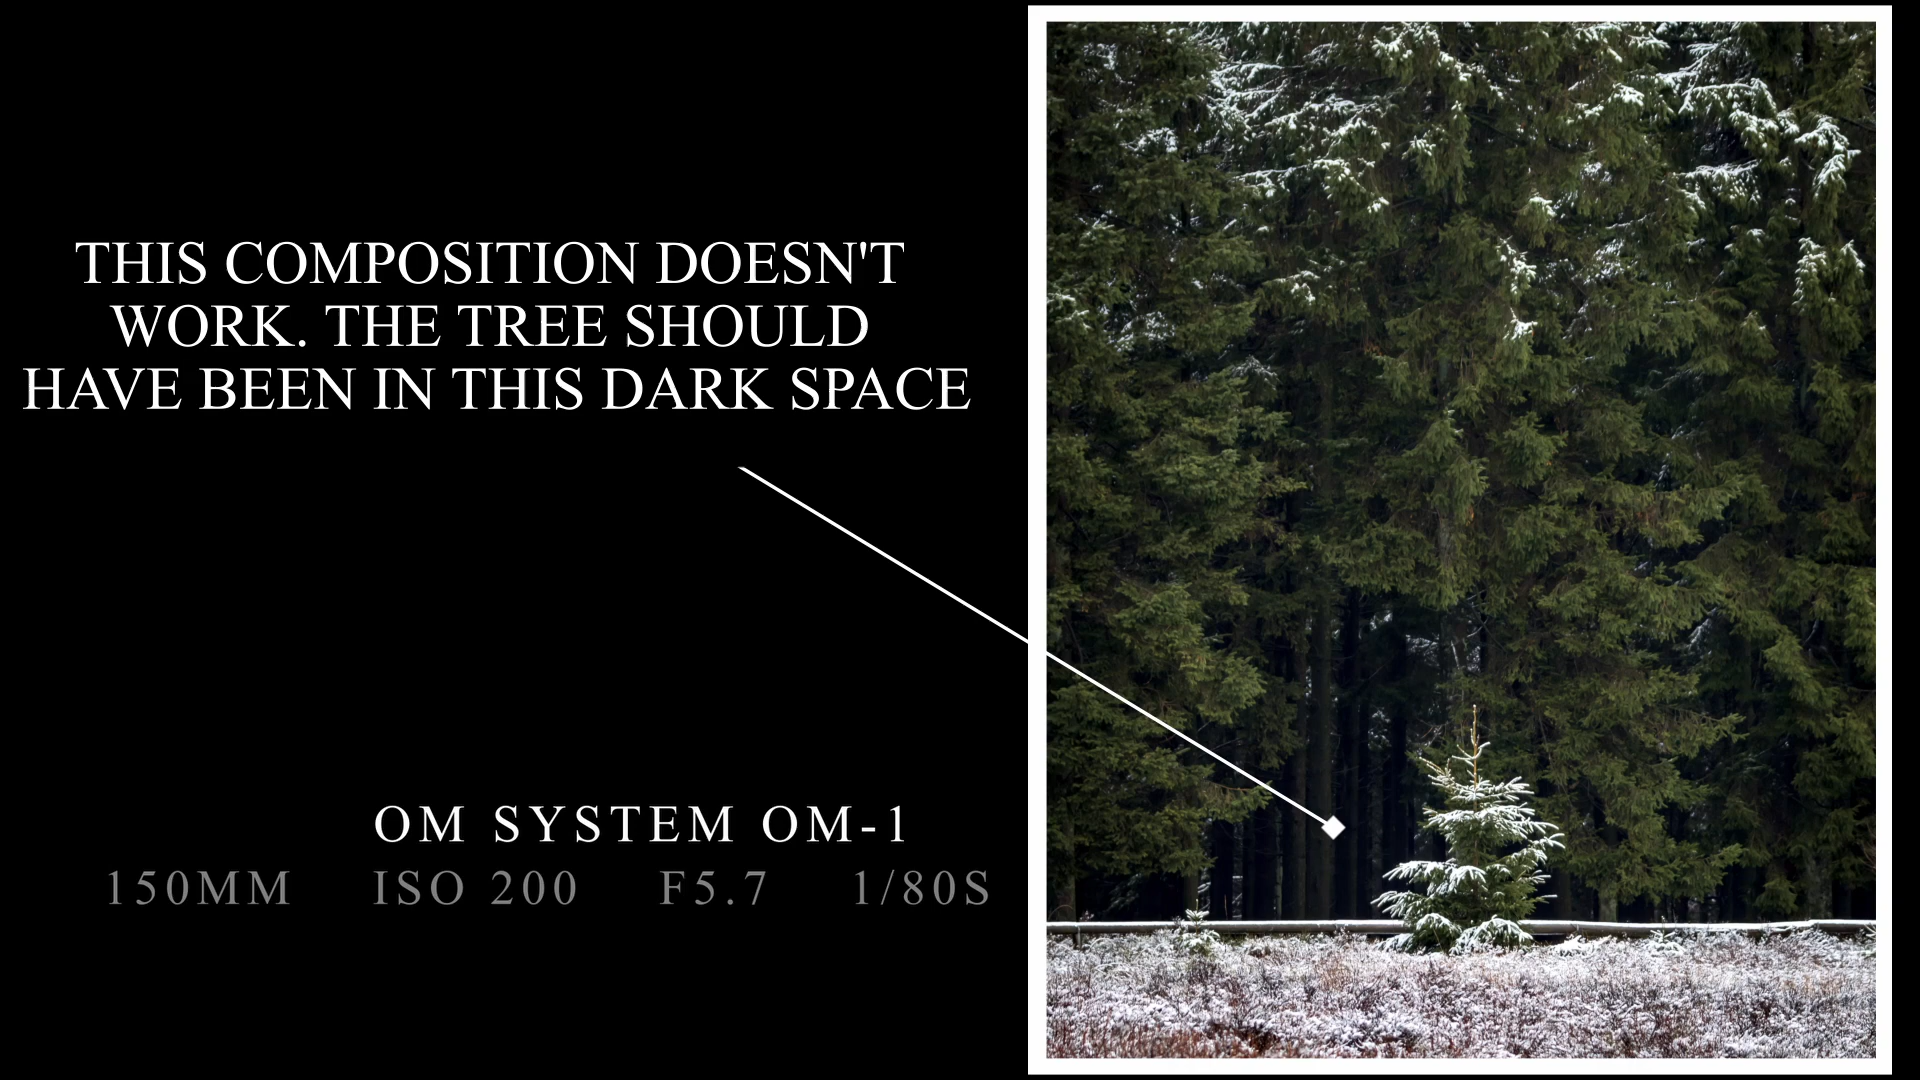 THIS COMPOSITION DOESN'T
WORK. THE TREE SHOULD
HAVE BEEN IN THIS DARK SPACE
OM SYSTEM OM-1
150MM ISO 200 F5.7 1/80S